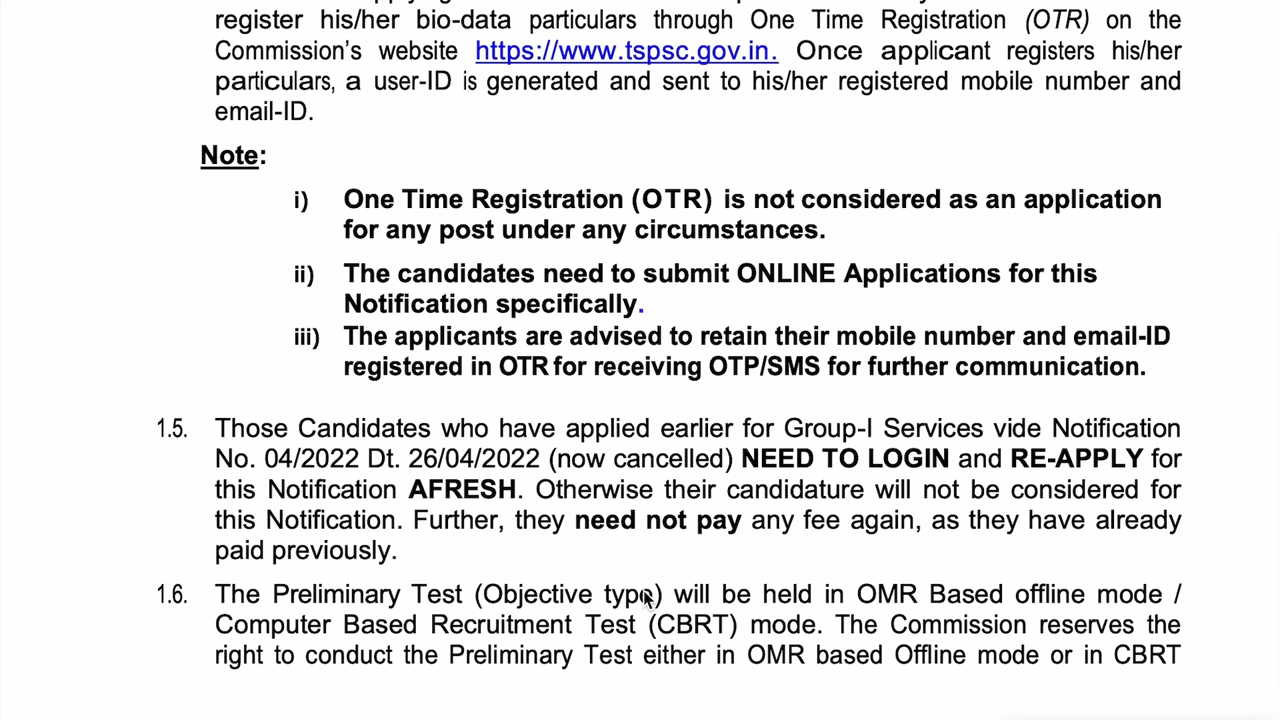 register his/her bio-data particulars through One Time Registration (OTR) on the
Commission's website https://www.tspsc.gov.in. Once applicant registers his/her
particulars, a user-ID is generated and sent to his/her registered mobile number and
email-ID.
Note:
i) One Time Registration (OTR) is not considered as an application
for any post under any circumstances.
ii) The candidates need to submit ONLINE Applications for this
Notification specifically.
iii) The applicants are advised to retain their mobile number and email-ID
registered in OTR for receiving OTP/SMS for further communication.
1.5. Those Candidates who have applied earlier for Group-I Services vide Notification
No. 04/2022 Dt. 26/04/2022 (now cancelled) NEED TO LOGIN and RE-APPLY for
this Notification AFRESH. Otherwise their candidature will not be considered for
this Notification. Further, they need not pay any fee again, as they have already
paid previously.
1.6. The Preliminary Test (Objective type) will be held in OMR Based offline mode /
Computer Based Recruitment Test (CBRT) mode. The Commission reserves the
right to conduct the Preliminary Test either in OMR based Offline mode or in CBRT